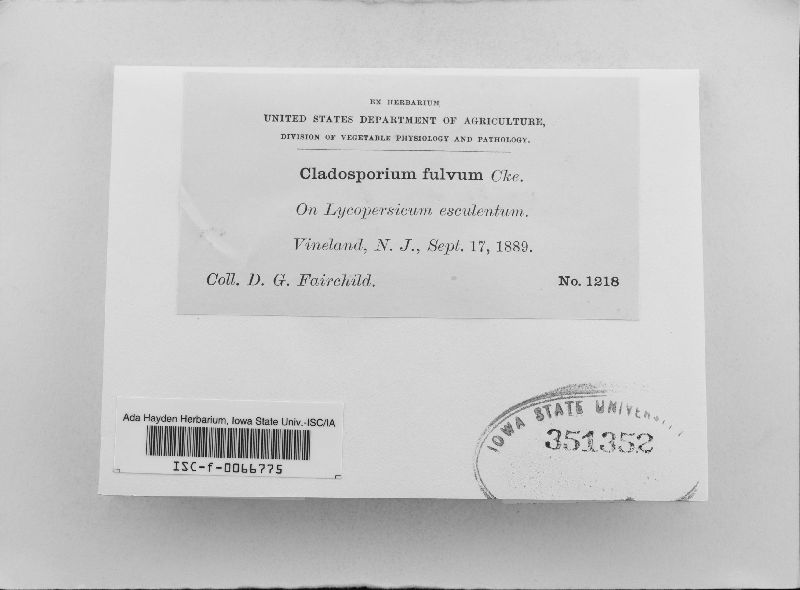 EX HERBARIUM
UNITED STATES DEPARTMENT OF AGRICULTURE,
DIVISION OF VEGETABLE PHYSIOLOGY AND PATHOLOGY.
Cladosporium fulvum Cke.
On Lycopersicum esculentum.
Vineland, N. J., Sept. 17, 1889.
Coll. D. G. Fairchild. No. 1218
Ada Hayden Herbarium, Iowa State Univ.-ISC/IA
ISC-f-0066775
IOWA STATE UNIVERSITY
351352